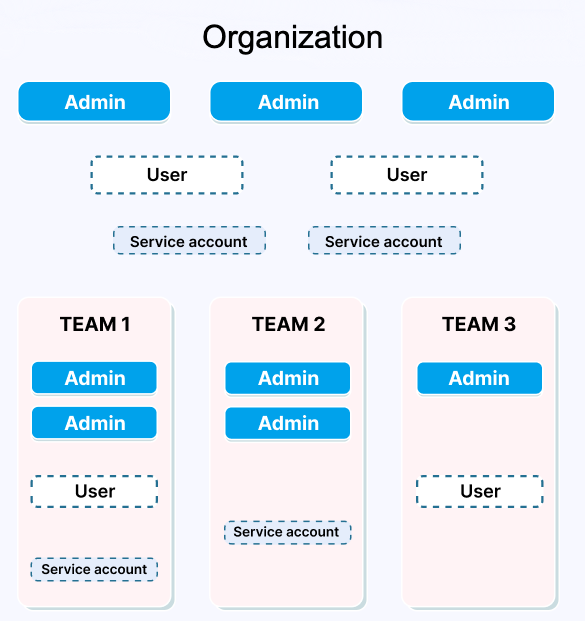 Organization
Admin Admin Admin
User User
Service account Service account
TEAM 1
Admin
Admin
User
Service account
TEAM 2
Admin
Admin
Service account
TEAM 3
Admin
User